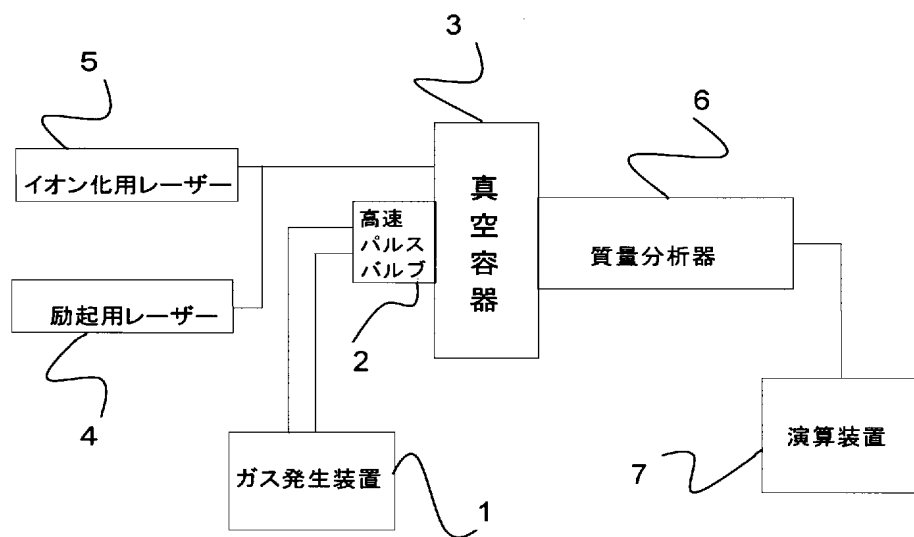 3
5
6
イオン化用レーザー
高速
パルス
バルブ
真空容器
質量分析器
励起用レーザー
2
4
ガス発生装置
1
演算装置
7